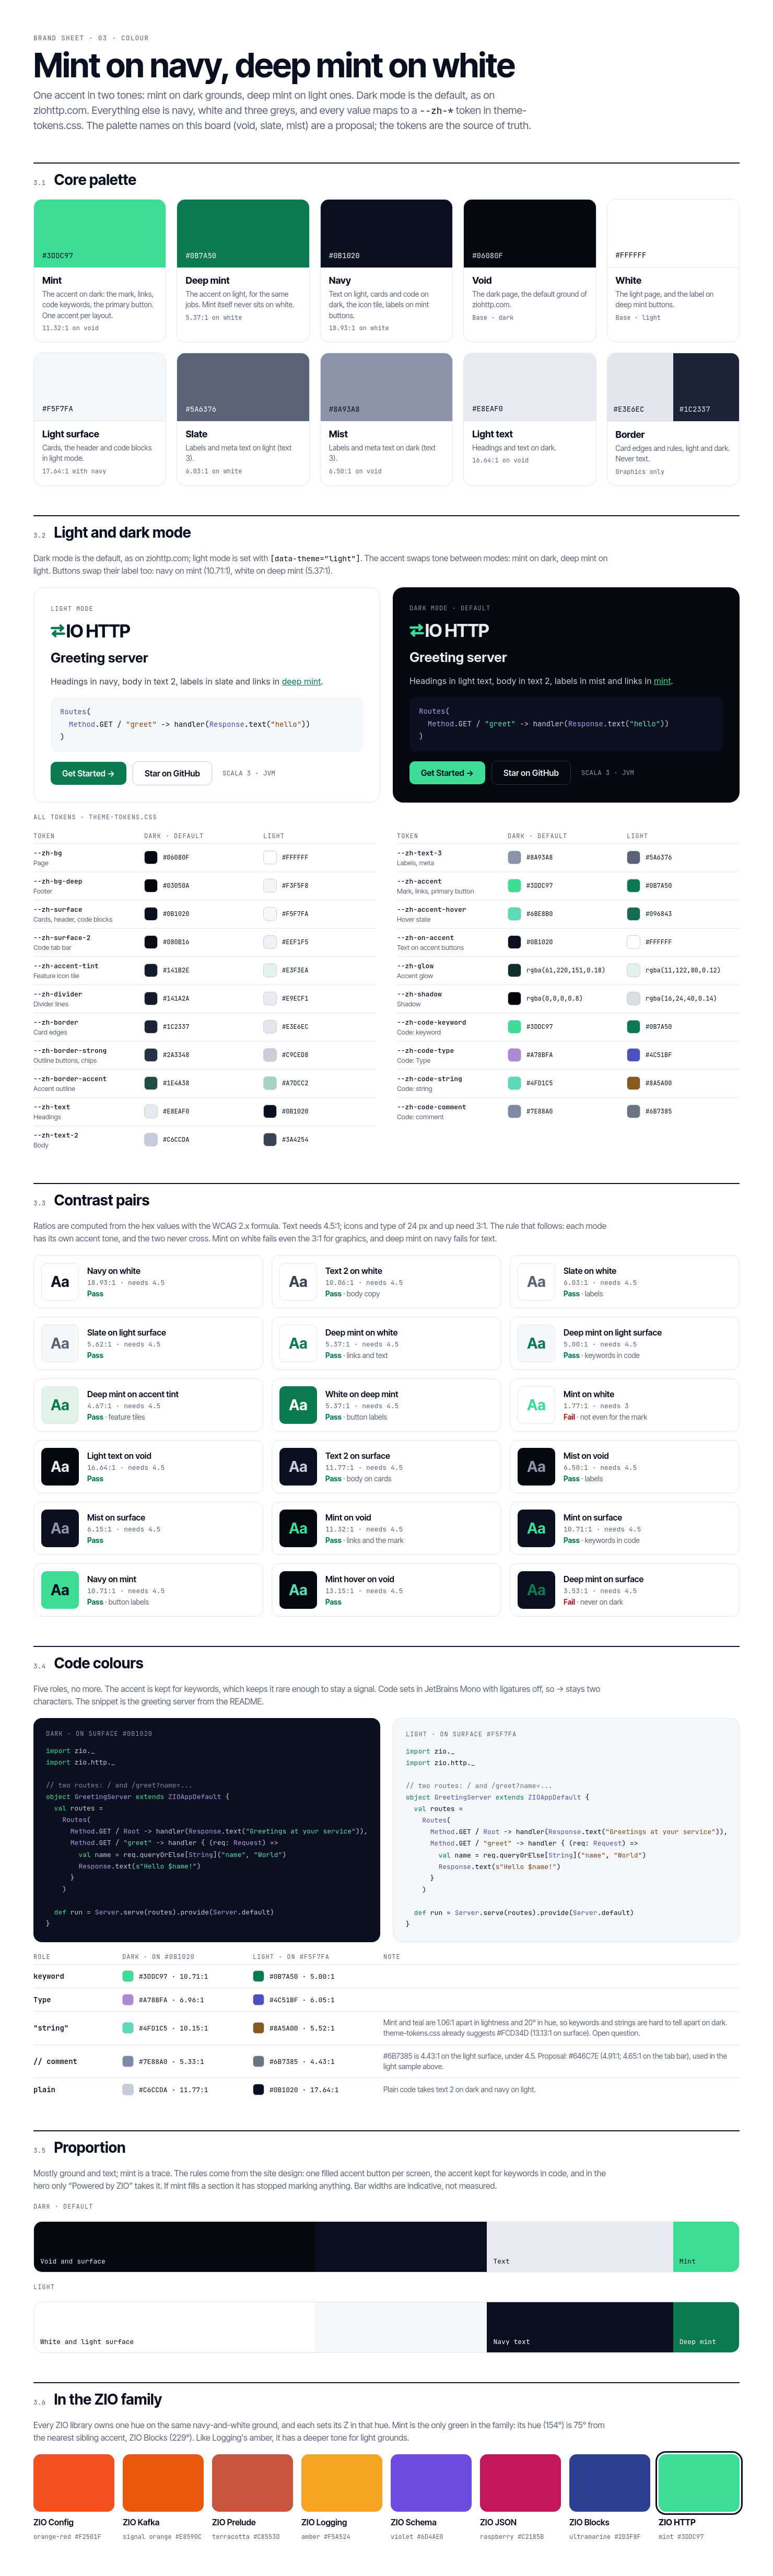 BRAND SHEET · 03 · COLOUR
Mint on navy, deep mint on white
One accent in two tones: mint on dark grounds, deep mint on light ones. Dark mode is the default, as on
ziohttp.com. Everything else is navy, white and three greys, and every value maps to a --zh-* token in theme-
tokens.css. The palette names on this board (void, slate, mist) are a proposal; the tokens are the source of truth.
3.1 Core palette
#3DDC97
Mint
The accent on dark: the mark, links,
code keywords, the primary button.
One accent per layout.
11.32:1 on void
#0B7A50
Deep mint
The accent on light, for the same
jobs. Mint itself never sits on white.
5.37:1 on white
#0B1020
Navy
Text on light, cards and code on
dark, the icon tile, labels on mint
buttons.
18.93:1 on white
#06080F
Void
The dark page, the default ground of
ziohttp.com.
Base · dark
#FFFFFF
White
The light page, and the label on
deep mint buttons.
Base · light
#F5F7FA
Light surface
Cards, the header and code blocks
in light mode.
17.64:1 with navy
#5A6376
Slate
Labels and meta text on light (text
3).
6.03:1 on white
#8A93A8
Mist
Labels and meta text on dark (text
3).
6.50:1 on void
#E8EAF0
Light text
Headings and text on dark.
16.64:1 on void
#E3E6EC
#1C2337
Border
Card edges and rules, light and dark.
Never text.
Graphics only
3.2 Light and dark mode
Dark mode is the default, as on ziohttp.com; light mode is set with [data-theme="light"]. The accent swaps tone between modes: mint on dark, deep mint on
light. Buttons swap their label too: navy on mint (10.71:1), white on deep mint (5.37:1).
LIGHT MODE
IO HTTP
Greeting server
Headings in navy, body in text 2, labels in slate and links in deep mint.
Routes(
Method.GET / "greet" -> handler(Response.text("hello"))
)
Get Started →
Star on GitHub
SCALA 3 · JVM
DARK MODE · DEFAULT
IO HTTP
Greeting server
Headings in light text, body in text 2, labels in mist and links in mint.
Routes(
Method.GET / "greet" -> handler(Response.text("hello"))
)
Get Started →
Star on GitHub
SCALA 3 · JVM
ALL TOKENS · THEME-TOKENS.CSS
TOKEN DARK · DEFAULT LIGHT
--zh-bg
Page
#06080F #FFFFFF
--zh-bg-deep
Footer
#03050A #F3F5F8
--zh-surface
Cards, header, code blocks
#0B1020 #F5F7FA
--zh-surface-2
Code tab bar
#080B16 #EEF1F5
--zh-accent-tint
Feature icon tile
#141B2E #E3F3EA
--zh-divider
Divider lines
#141A2A #E9ECF1
--zh-border
Card edges
#1C2337 #E3E6EC
--zh-border-strong
Outline buttons, chips
#2A3348 #C9CED8
--zh-border-accent
Accent outline
#1E4A38 #A7DCC2
--zh-text
Headings
#E8EAF0 #0B1020
--zh-text-2
Body
#C6CCDA #3A4254
TOKEN DARK · DEFAULT LIGHT
--zh-text-3
Labels, meta
#8A93A8 #5A6376
--zh-accent
Mark, links, primary button
#3DDC97 #0B7A50
--zh-accent-hover
Hover state
#6BE8B0 #096843
--zh-on-accent
Text on accent buttons
#0B1020 #FFFFFF
--zh-glow
Accent glow
rgba(61,220,151,0.18) rgba(11,122,80,0.12)
--zh-shadow
Shadow
rgba(0,0,0,0.8) rgba(16,24,40,0.14)
--zh-code-keyword
Code: keyword
#3DDC97 #0B7A50
--zh-code-type
Code: Type
#A78BFA #4C51BF
--zh-code-string
Code: string
#4FD1C5 #8A5A00
--zh-code-comment
Code: comment
#7E88A0 #6B7385
3.3 Contrast pairs
Ratios are computed from the hex values with the WCAG 2.x formula. Text needs 4.5:1; icons and type of 24 px and up need 3:1. The rule that follows: each mode
has its own accent tone, and the two never cross. Mint on white fails even the 3:1 for graphics, and deep mint on navy fails for text.
Aa
Navy on white
18.93:1 · needs 4.5
Pass
Aa
Text 2 on white
10.06:1 · needs 4.5
Pass · body copy
Aa
Slate on white
6.03:1 · needs 4.5
Pass · labels
Aa
Slate on light surface
5.62:1 · needs 4.5
Pass
Aa
Deep mint on white
5.37:1 · needs 4.5
Pass · links and text
Aa
Deep mint on light surface
5.00:1 · needs 4.5
Pass · keywords in code
Aa
Deep mint on accent tint
4.67:1 · needs 4.5
Pass · feature tiles
Aa
White on deep mint
5.37:1 · needs 4.5
Pass · button labels
Aa
Mint on white
1.77:1 · needs 3
Fail · not even for the mark
Aa
Light text on void
16.64:1 · needs 4.5
Pass
Aa
Text 2 on surface
11.77:1 · needs 4.5
Pass · body on cards
Aa
Mist on void
6.50:1 · needs 4.5
Pass · labels
Aa
Mist on surface
6.15:1 · needs 4.5
Pass
Aa
Mint on void
11.32:1 · needs 4.5
Pass · links and the mark
Aa
Mint on surface
10.71:1 · needs 4.5
Pass · keywords in code
Aa
Navy on mint
10.71:1 · needs 4.5
Pass · button labels
Aa
Mint hover on void
13.15:1 · needs 4.5
Pass
Aa
Deep mint on surface
3.53:1 · needs 4.5
Fail · never on dark
3.4 Code colours
Five roles, no more. The accent is kept for keywords, which keeps it rare enough to stay a signal. Code sets in JetBrains Mono with ligatures off, so -> stays two
characters. The snippet is the greeting server from the README.
DARK · ON SURFACE #0B1020
import zio._
import zio.http._
// two routes: / and /greet?name=...
object GreetingServer extends ZIOAppDefault {
val routes =
Routes(
Method.GET / Root -> handler(Response.text("Greetings at your service")),
Method.GET / "greet" -> handler { (req: Request) =>
val name = req.queryOrElse[String]("name", "World")
Response.text(s"Hello $name!")
}
)
def run = Server.serve(routes).provide(Server.default)
}
LIGHT · ON SURFACE #F5F7FA
import zio._
import zio.http._
// two routes: / and /greet?name=...
object GreetingServer extends ZIOAppDefault {
val routes =
Routes(
Method.GET / Root -> handler(Response.text("Greetings at your service")),
Method.GET / "greet" -> handler { (req: Request) =>
val name = req.queryOrElse[String]("name", "World")
Response.text(s"Hello $name!")
}
)
def run = Server.serve(routes).provide(Server.default)
}
ROLE DARK · ON #0B1020 LIGHT · ON #F5F7FA NOTE
keyword #3DDC97 · 10.71:1 #0B7A50 · 5.00:1
Type #A78BFA · 6.96:1 #4C51BF · 6.05:1
"string" #4FD1C5 · 10.15:1 #8A5A00 · 5.52:1
Mint and teal are 1.06:1 apart in lightness and 20° in hue, so keywords and strings are hard to tell apart on dark.
theme-tokens.css already suggests #FCD34D (13.13:1 on surface). Open question.
// comment #7E88A0 · 5.33:1 #6B7385 · 4.43:1
#6B7385 is 4.43:1 on the light surface, under 4.5. Proposal: #646C7E (4.91:1; 4.65:1 on the tab bar), used in the
light sample above.
plain #C6CCDA · 11.77:1 #0B1020 · 17.64:1 Plain code takes text 2 on dark and navy on light.
3.5 Proportion
Mostly ground and text; mint is a trace. The rules come from the site design: one filled accent button per screen, the accent kept for keywords in code, and in the
hero only "Powered by ZIO" takes it. If mint fills a section it has stopped marking anything. Bar widths are indicative, not measured.
DARK · DEFAULT
Void and surface
Text
Mint
LIGHT
White and light surface
Navy text
Deep mint
3.6 In the ZIO family
Every ZIO library owns one hue on the same navy-and-white ground, and each sets its Z in that hue. Mint is the only green in the family: its hue (154°) is 75° from
the nearest sibling accent, ZIO Blocks (229°). Like Logging's amber, it has a deeper tone for light grounds.
ZIO Config
orange-red #F2501F
ZIO Kafka
signal orange #E8590C
ZIO Prelude
terracotta #C8553D
ZIO Logging
amber #F5A524
ZIO Schema
violet #6D4AE0
ZIO JSON
raspberry #C2185B
ZIO Blocks
ultramarine #2D3F8F
ZIO HTTP
mint #3DDC97